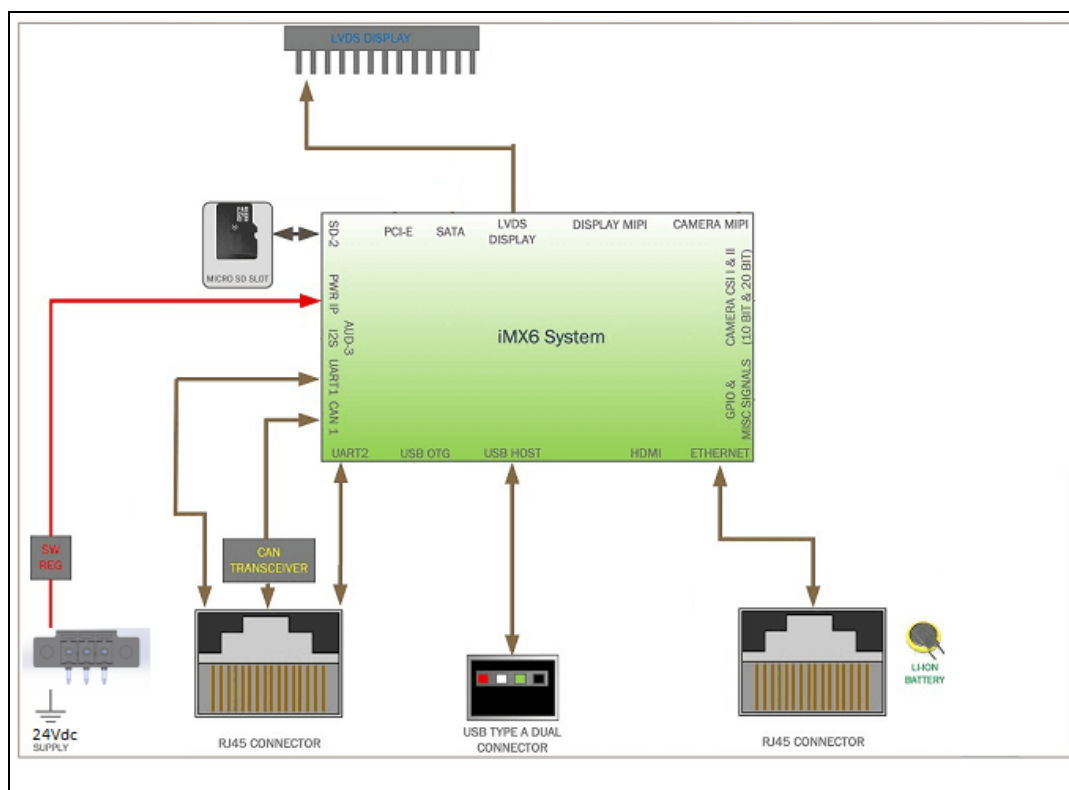 LVDS DISPLAY
SD-2
PCI-E
SATA
LVDS
DISPLAY
DISPLAY MIPI
CAMERA MIPI
MICRO SD SLOT
PWR IP
AUD-3
I2S
UART1
CAN 1
iMX6 System
CAMERA CSI I & II
(10 BIT & 20 BIT)
GPIO &
MISC SIGNALS
UART2
USB OTG
USB HOST
HDMI
ETHERNET
SW
REG
CAN
TRANSCEIVER
LI-ION
BATTERY
24Vdc
SUPPLY
RJ45 CONNECTOR
USB TYPE A DUAL
CONNECTOR
RJ45 CONNECTOR